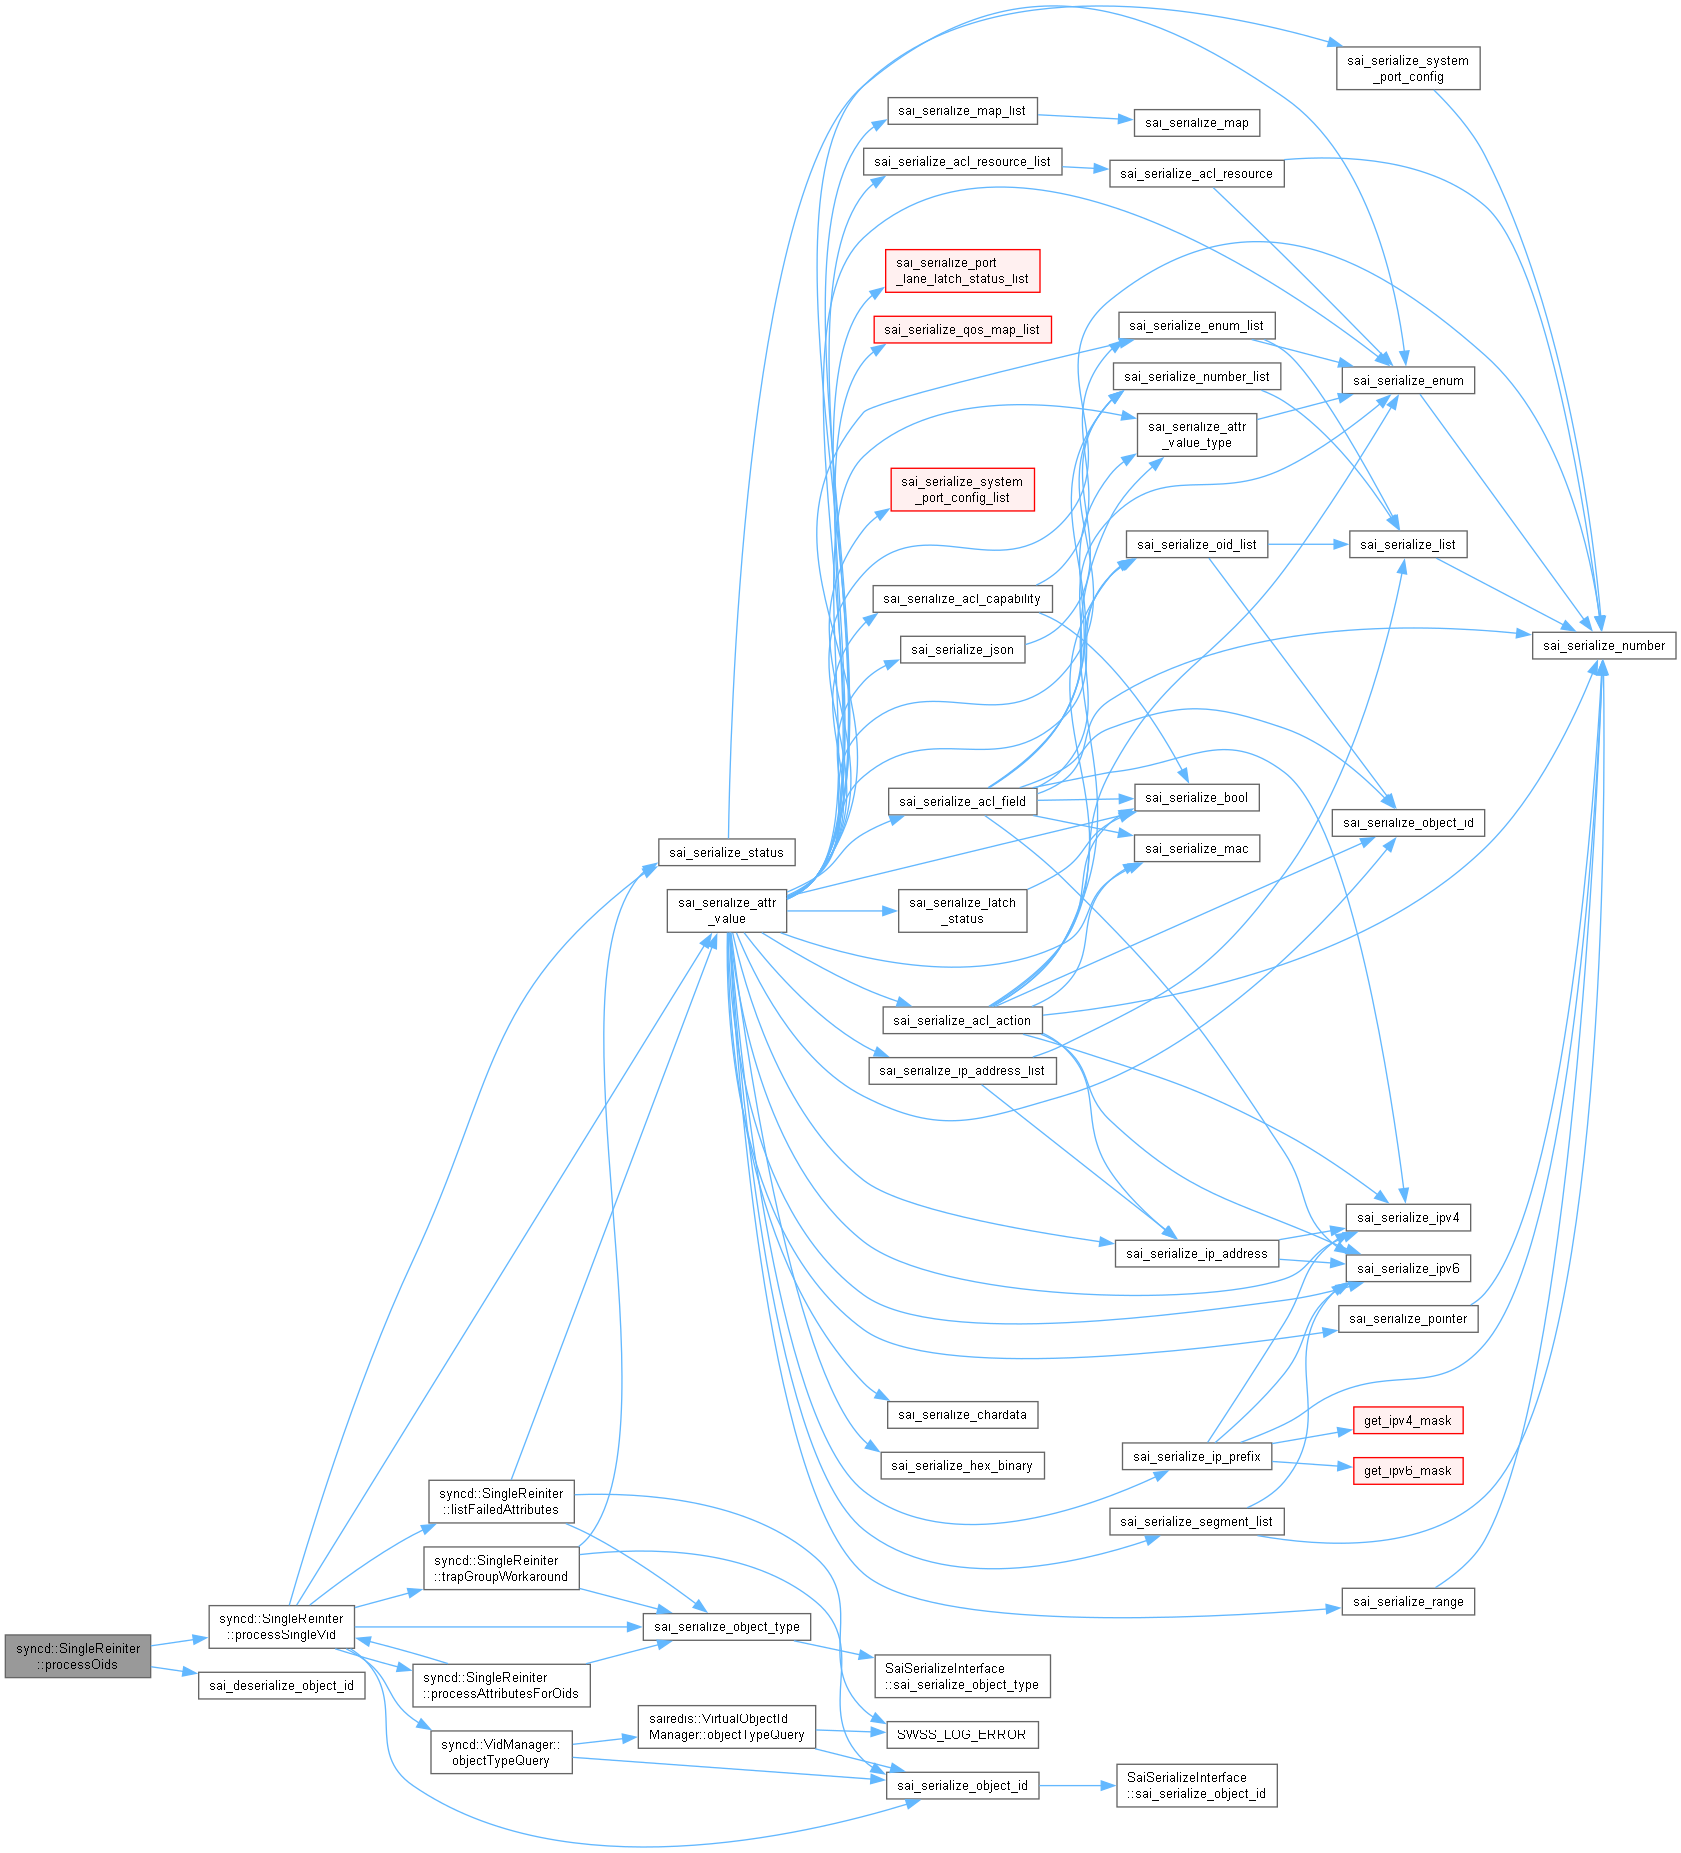 syncd::SingleReiniter
::processOids
syncd::SingleReiniter
::processSingleVid
sai_deserialize_object_id
syncd::SingleReiniter
::listFailedAttributes
syncd::SingleReiniter
::trapGroupWorkaround
syncd::SingleReiniter
::processAttributesForOids
syncd::VidManager::
objectTypeQuery
sai_serialize_status
sai_serialize_attr
_value
sai_serialize_object_type
sairedis::VirtualObjectId
Manager::objectTypeQuery
sai_serialize_map_list
sai_serialize_acl_resource_list
sai_serialize_port
_lane_latch_status_list
sai_serialize_qos_map_list
sai_serialize_system
_port_config_list
sai_serialize_acl_capability
sai_serialize_json
sai_serialize_acl_field
sai_serialize_latch
_status
sai_serialize_acl_action
sai_serialize_ip_address_list
sai_serialize_chardata
sai_serialize_hex_binary
SaiSerializeInterface
::sai_serialize_object_type
SWSS_LOG_ERROR
sai_serialize_object_id
sai_serialize_map
sai_serialize_acl_resource
sai_serialize_enum_list
sai_serialize_number_list
sai_serialize_attr
_value_type
sai_serialize_oid_list
sai_serialize_bool
sai_serialize_mac
sai_serialize_ip_address
sai_serialize_ip_prefix
sai_serialize_segment_list
SaiSerializeInterface
::sai_serialize_object_id
sai_serialize_system
_port_config
sai_serialize_enum
sai_serialize_list
sai_serialize_object_id
sai_serialize_ipv4
sai_serialize_ipv6
sai_serialize_pointer
get_ipv4_mask
get_ipv6_mask
sai_serialize_range
sai_serialize_number